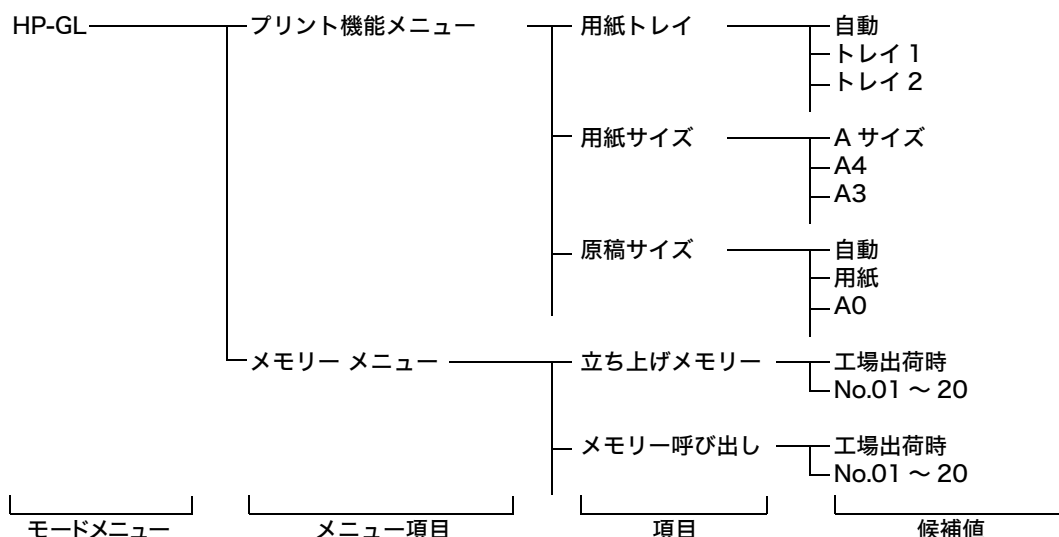 HP-GL プリント機能メニュー 用紙トレイ 自動
トレイ 1
トレイ 2
用紙サイズ A サイズ
A4
A3
原稿サイズ 自動
用紙
A0
メモリー メニュー 立ち上げメモリー 工場出荷時
No.01 ～ 20
メモリー呼び出し 工場出荷時
No.01 ～ 20
モードメニュー メニュー項目 項目 候補値